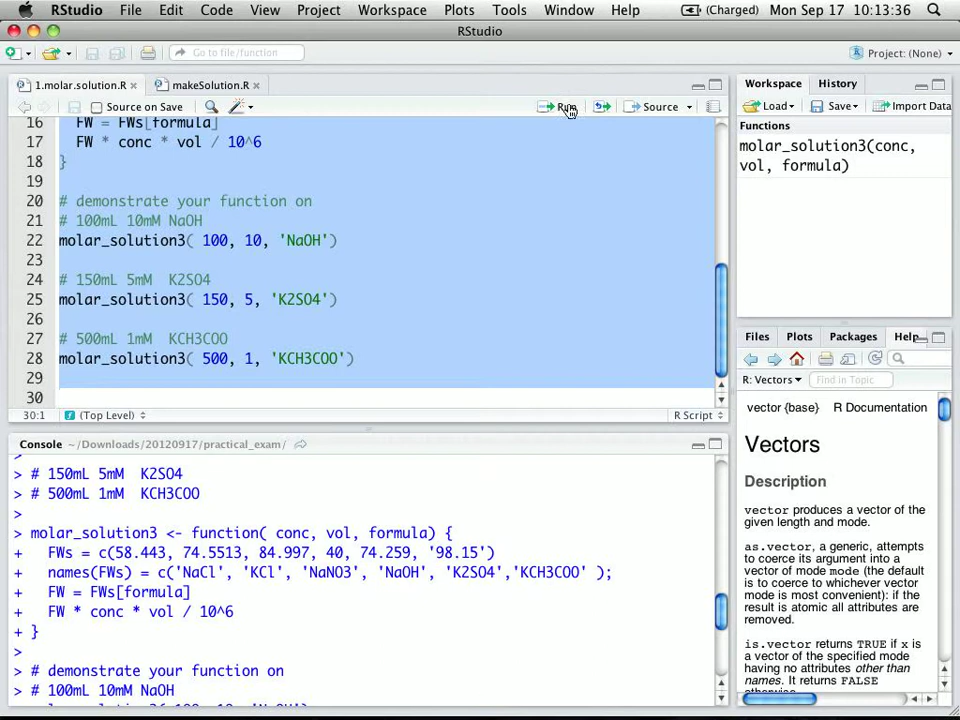 RStudio File Edit Code View Project Workspace Plots Tools Window Help (Charged) Mon Sep 17 10:13:36
RStudio
Go to file/function Project: (None)
1.molar.solution.R makeSolution.R
Source on Save Run Source
16 FW = FWs[formula]
17 FW * conc * vol / 10^6
18 }
19
20 # demonstrate your function on
21 # 100mL 10mM NaOH
22 molar_solution3( 100, 10, 'NaOH')
23
24 # 150mL 5mM  K2SO4
25 molar_solution3( 150, 5, 'K2SO4')
26
27 # 500mL 1mM  KCH3COO
28 molar_solution3( 500, 1, 'KCH3COO')
29
30
30:1 (Top Level) R Script
Console ~/Downloads/20120917/practical_exam/
>
> # 150mL 5mM  K2SO4
> # 500mL 1mM  KCH3COO
>
> molar_solution3 <- function( conc, vol, formula) {
+   FWs = c(58.443, 74.5513, 84.997, 40, 74.259, '98.15')
+   names(FWs) = c('NaCl', 'KCl', 'NaNO3', 'NaOH', 'K2SO4','KCH3COO' );
+   FW = FWs[formula]
+   FW * conc * vol / 10^6
+ }
>
> # demonstrate your function on
> # 100mL 10mM NaOH
Workspace History
Load Save Import Data
Functions
molar_solution3(conc,
vol, formula)
Files Plots Packages Help
R: Vectors Find in Topic
vector {base} R Documentation
Vectors
Description
vector produces a vector of the
given length and mode.
as.vector, a generic, attempts
to coerce its argument into a
vector of mode mode (the default
is to coerce to whichever vector
mode is most convenient): if the
result is atomic all attributes are
removed.
is.vector returns TRUE if x is
a vector of the specified mode
having no attributes other than
names. It returns FALSE